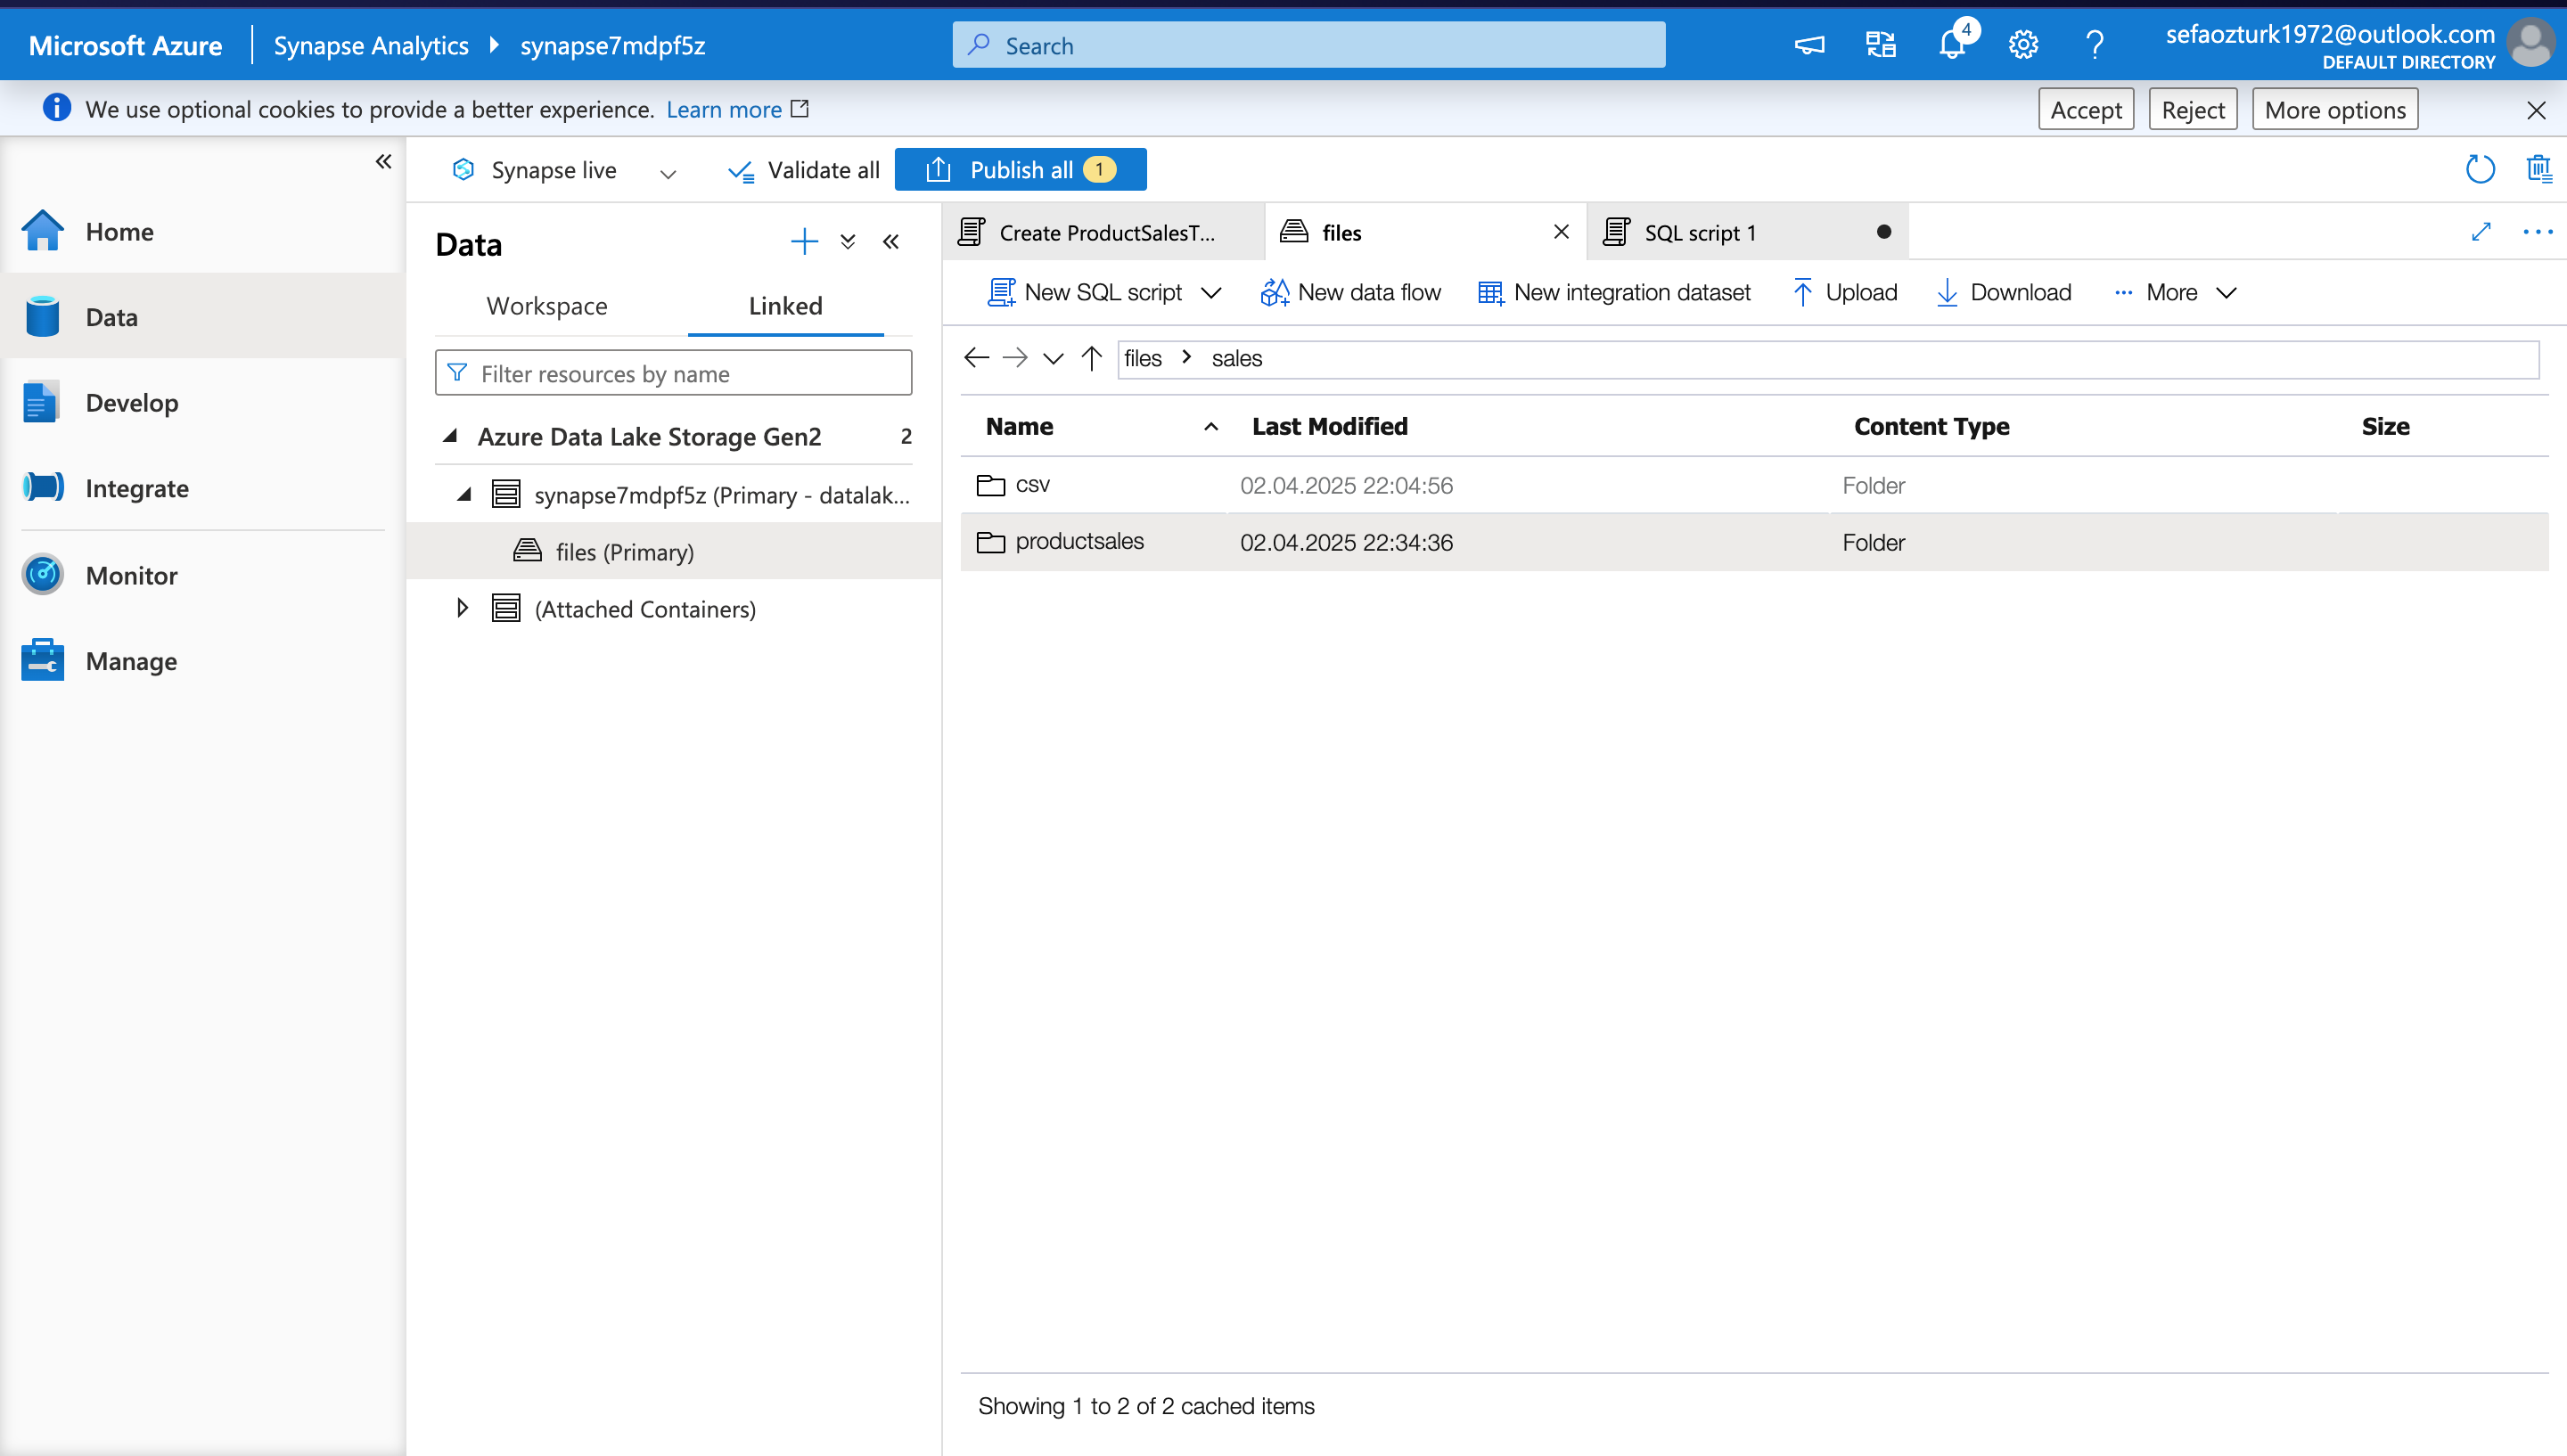 Microsoft Azure
Synapse Analytics
synapse7mdpf5z
Search
4
sefaozturk1972@outlook.com
DEFAULT DIRECTORY
We use optional cookies to provide a better experience. Learn more
Accept
Reject
More options
Synapse live
Validate all
Publish all 1
Home
Data
Develop
Integrate
Monitor
Manage
Data
Workspace
Linked
Filter resources by name
Azure Data Lake Storage Gen2 2
synapse7mdpf5z (Primary - datalak...
files (Primary)
(Attached Containers)
Create ProductSalesT...
files
SQL script 1
New SQL script
New data flow
New integration dataset
Upload
Download
More
files > sales
Name Last Modified Content Type Size
csv 02.04.2025 22:04:56 Folder
productsales 02.04.2025 22:34:36 Folder
Showing 1 to 2 of 2 cached items